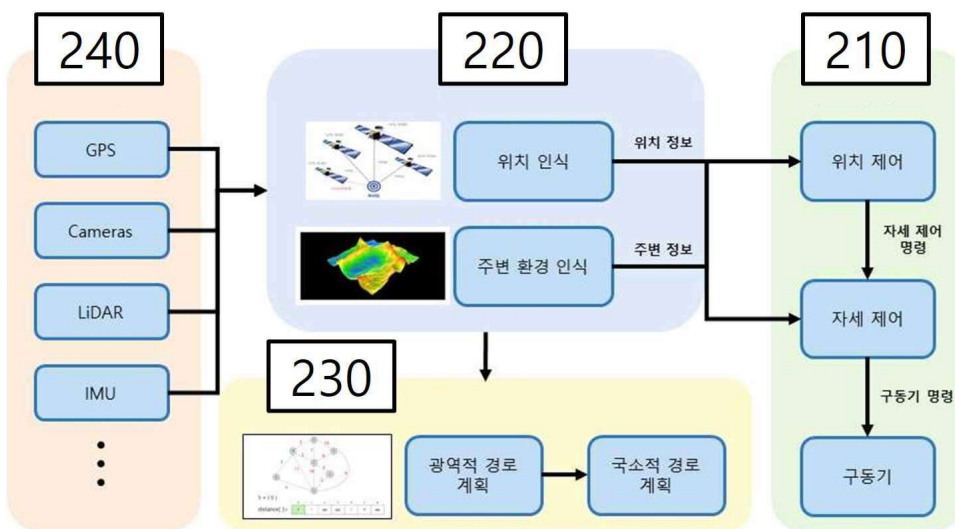 240
220
210
GPS
Cameras
LiDAR
IMU
위치 인식
위치 정보
주변 환경 인식
주변 정보
위치 제어
자세 제어
명령
자세 제어
구동기 명령
구동기
230
광역적 경로
계획
국소적 경로
계획
distance[ ]=